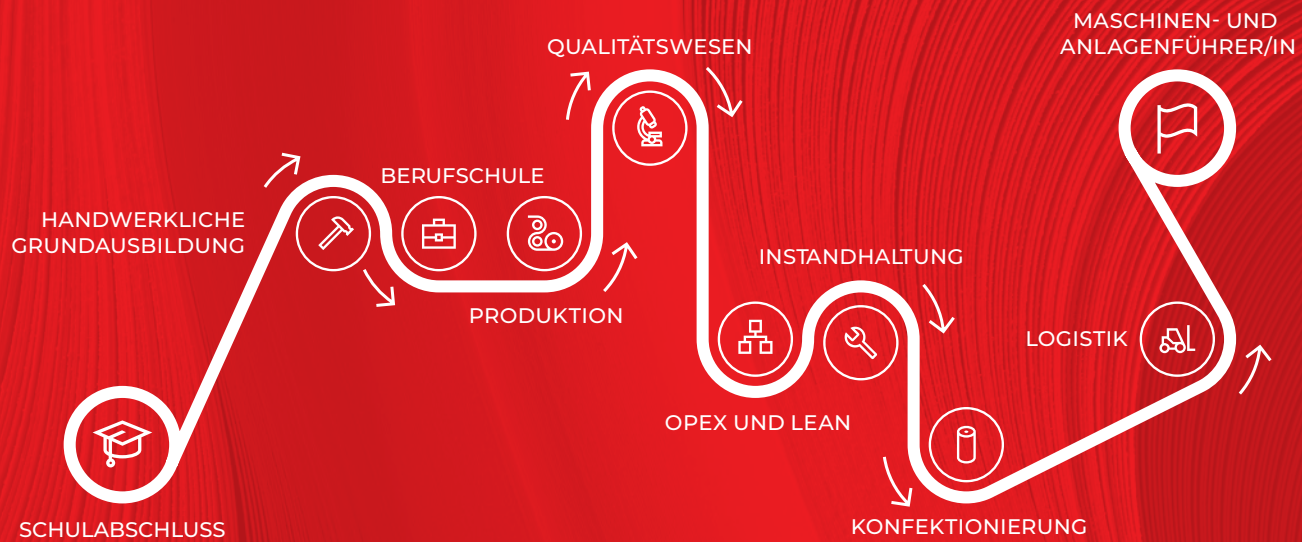 SCHULABSCHLUSS
HANDWERKLICHE
GRUNDAUSBILDUNG
BERUFSCHULE
PRODUKTION
QUALITÄTSWESEN
OPEX UND LEAN
INSTANDHALTUNG
KONFEKTIONIERUNG
LOGISTIK
MASCHINEN- UND
ANLAGENFÜHRER/IN